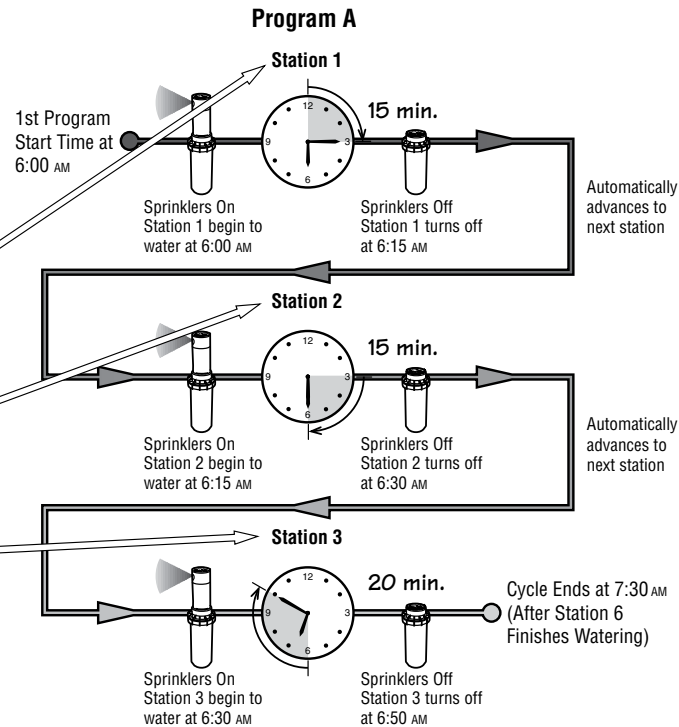 Program A
Station 1
12
3
6
9
15 min.
1st Program
Start Time at
6:00 AM
Sprinklers On
Station 1 begin to
water at 6:00 AM
Sprinklers Off
Station 1 turns off
at 6:15 AM
Automatically
advances to
next station
Station 2
12
3
6
9
15 min.
Sprinklers On
Station 2 begin to
water at 6:15 AM
Sprinklers Off
Station 2 turns off
at 6:30 AM
Automatically
advances to
next station
Station 3
12
3
6
9
20 min.
Sprinklers On
Station 3 begin to
water at 6:30 AM
Sprinklers Off
Station 3 turns off
at 6:50 AM
Cycle Ends at 7:30 AM
(After Station 6
Finishes Watering)